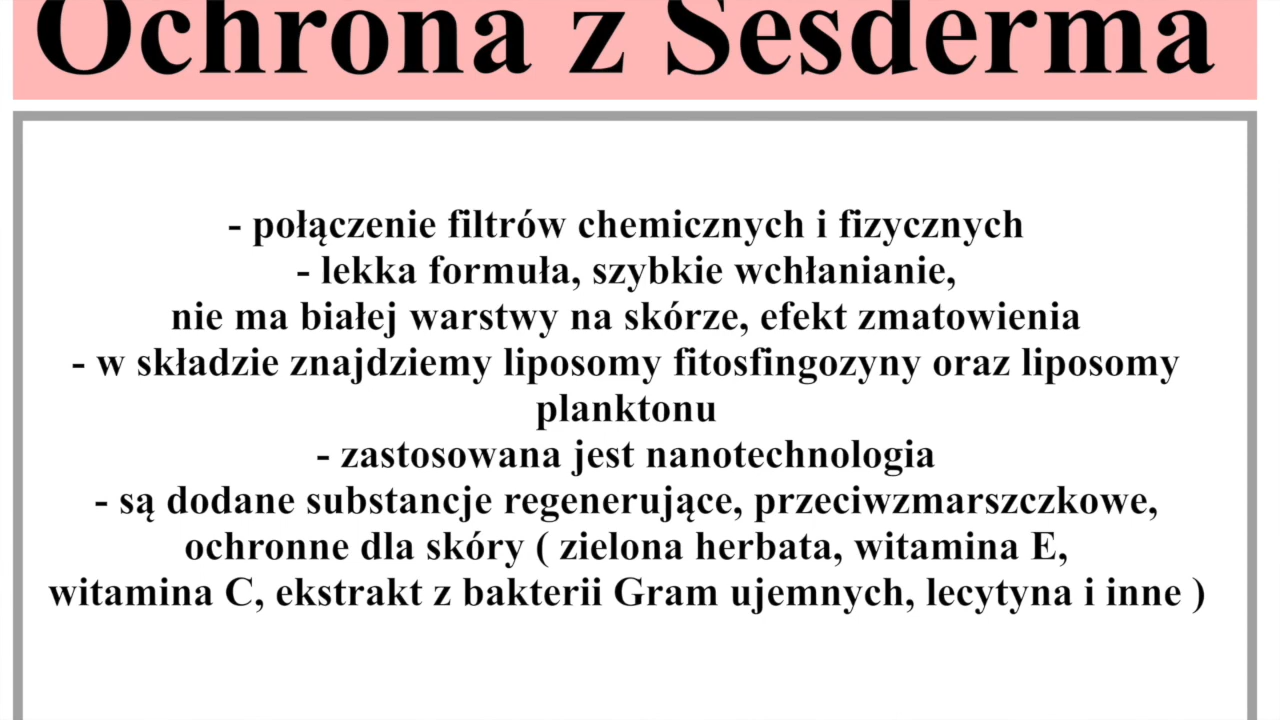 Ochrona z Sesderma
- połączenie filtrów chemicznych i fizycznych
- lekka formuła, szybkie wchłanianie,
nie ma białej warstwy na skórze, efekt zmatowienia
- w składzie znajdziemy liposomy fitosfingozyny oraz liposomy
planktonu
- zastosowana jest nanotechnologia
- są dodane substancje regenerujące, przeciwzmarszczkowe,
ochronne dla skóry ( zielona herbata, witamina E,
witamina C, ekstrakt z bakterii Gram ujemnych, lecytyna i inne )